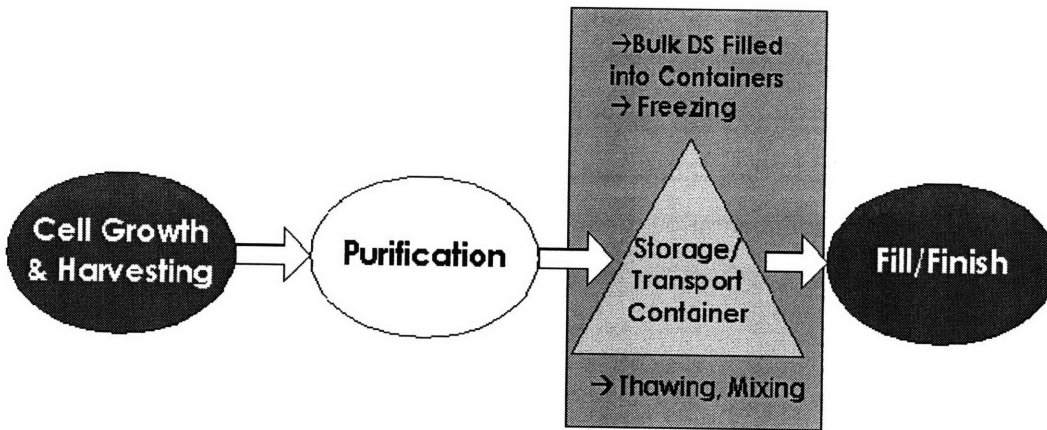 Cell Growth
& Harvesting
Purification
→Bulk DS Filled
into Containers
→ Freezing
Storage/
Transport
Container
→ Thawing, Mixing
Fill/Finish